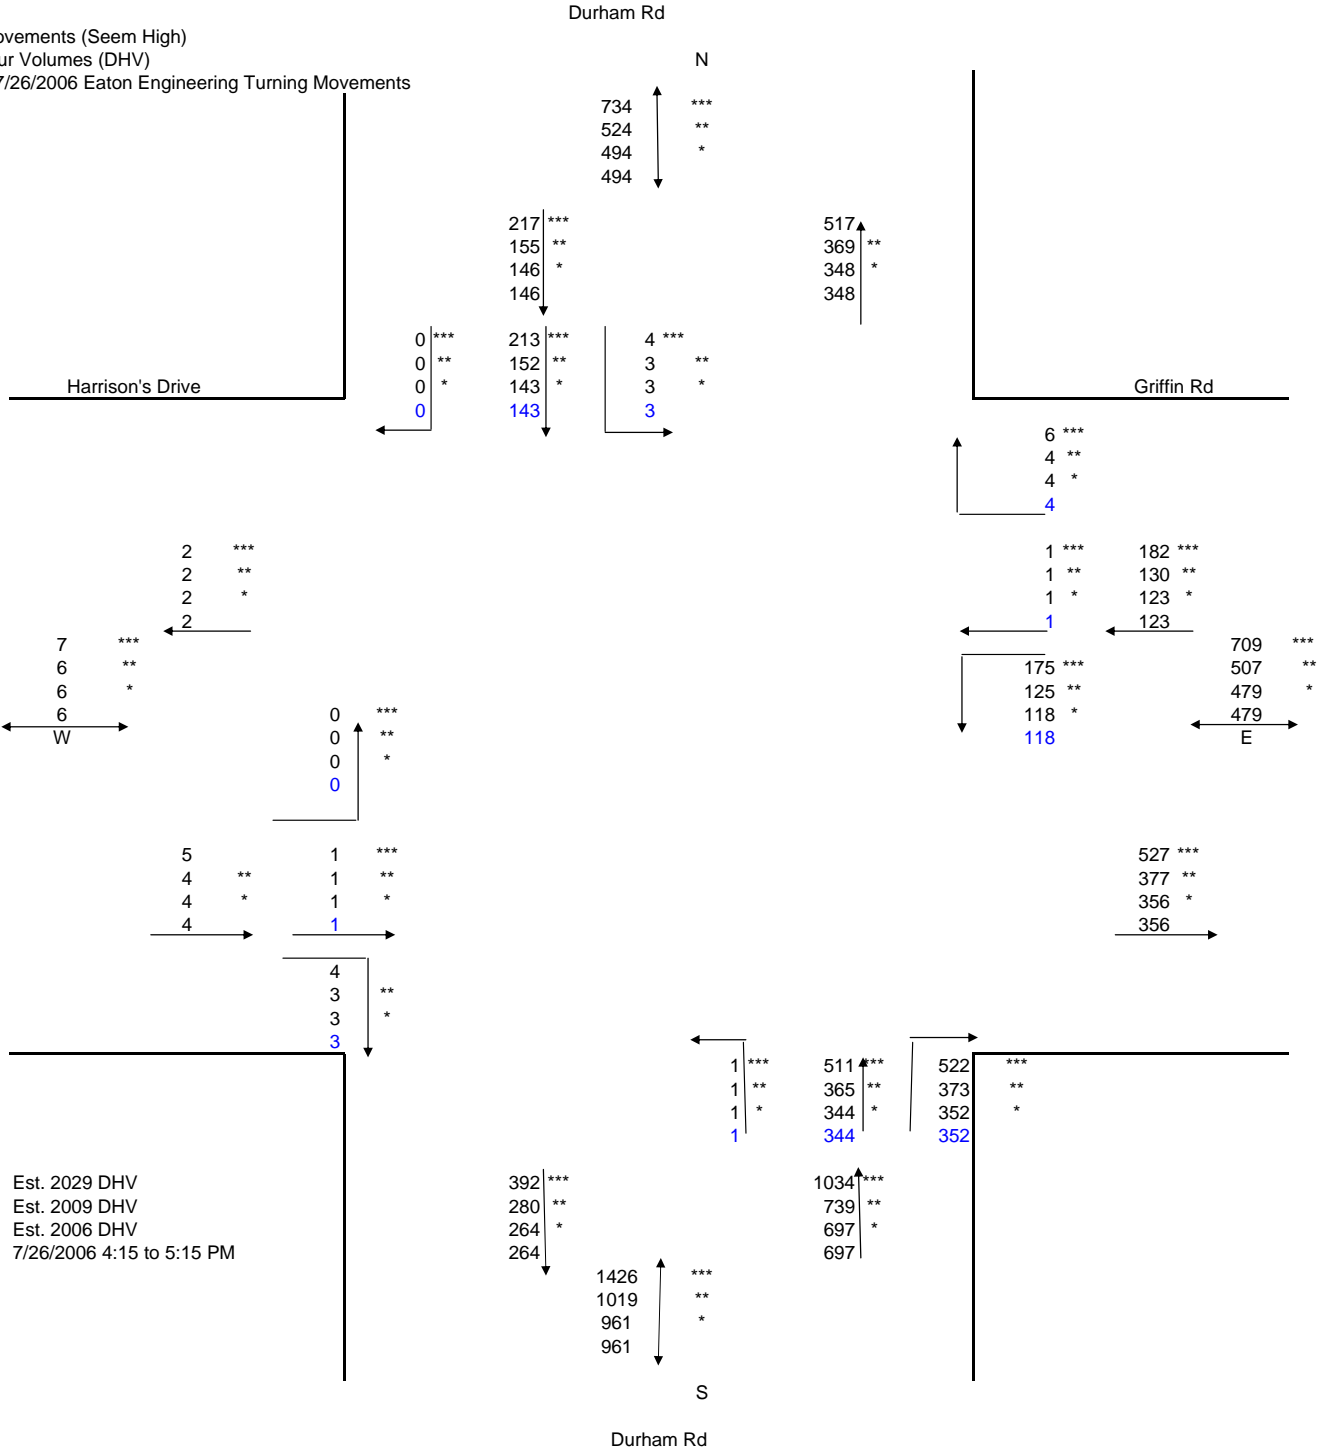 Durham Rd
ovements (Seem High)
ur Volumes (DHV)
N
7/26/2006 Eaton Engineering Turning Movements
734 ***
524 **
494 *
494
217 *** 517
155 ** 369 **
146 * 348 *
146 348
0 *** 213 *** 4 ***
0 ** 152 ** 3 **
Harrison's Drive 0 * 143 * 3 * Griffin Rd
0 143 3
6 ***
4 **
4 *
4
2 *** 1 *** 182 ***
2 ** 1 ** 130 **
2 * 1 * 123 *
2 1 123
7 *** 709 ***
6 ** 175 *** 507 **
6 * 125 ** 479 *
6 0 *** 118 * 479
W 0 ** 118 E
0 *
0
5 1 *** 527 ***
4 ** 1 ** 377 **
4 * 1 * 356 *
4 1 356
4
3 **
3 *
3
1 *** 511 *** 522 ***
1 ** 365 ** 373 **
1 * 344 * 352 *
1 344 352
Est. 2029 DHV 392 *** 1034 ***
Est. 2009 DHV 280 ** 739 **
Est. 2006 DHV 264 * 697 *
7/26/2006 4:15 to 5:15 PM 264 697
1426 ***
1019 **
961 *
961
S
Durham Rd